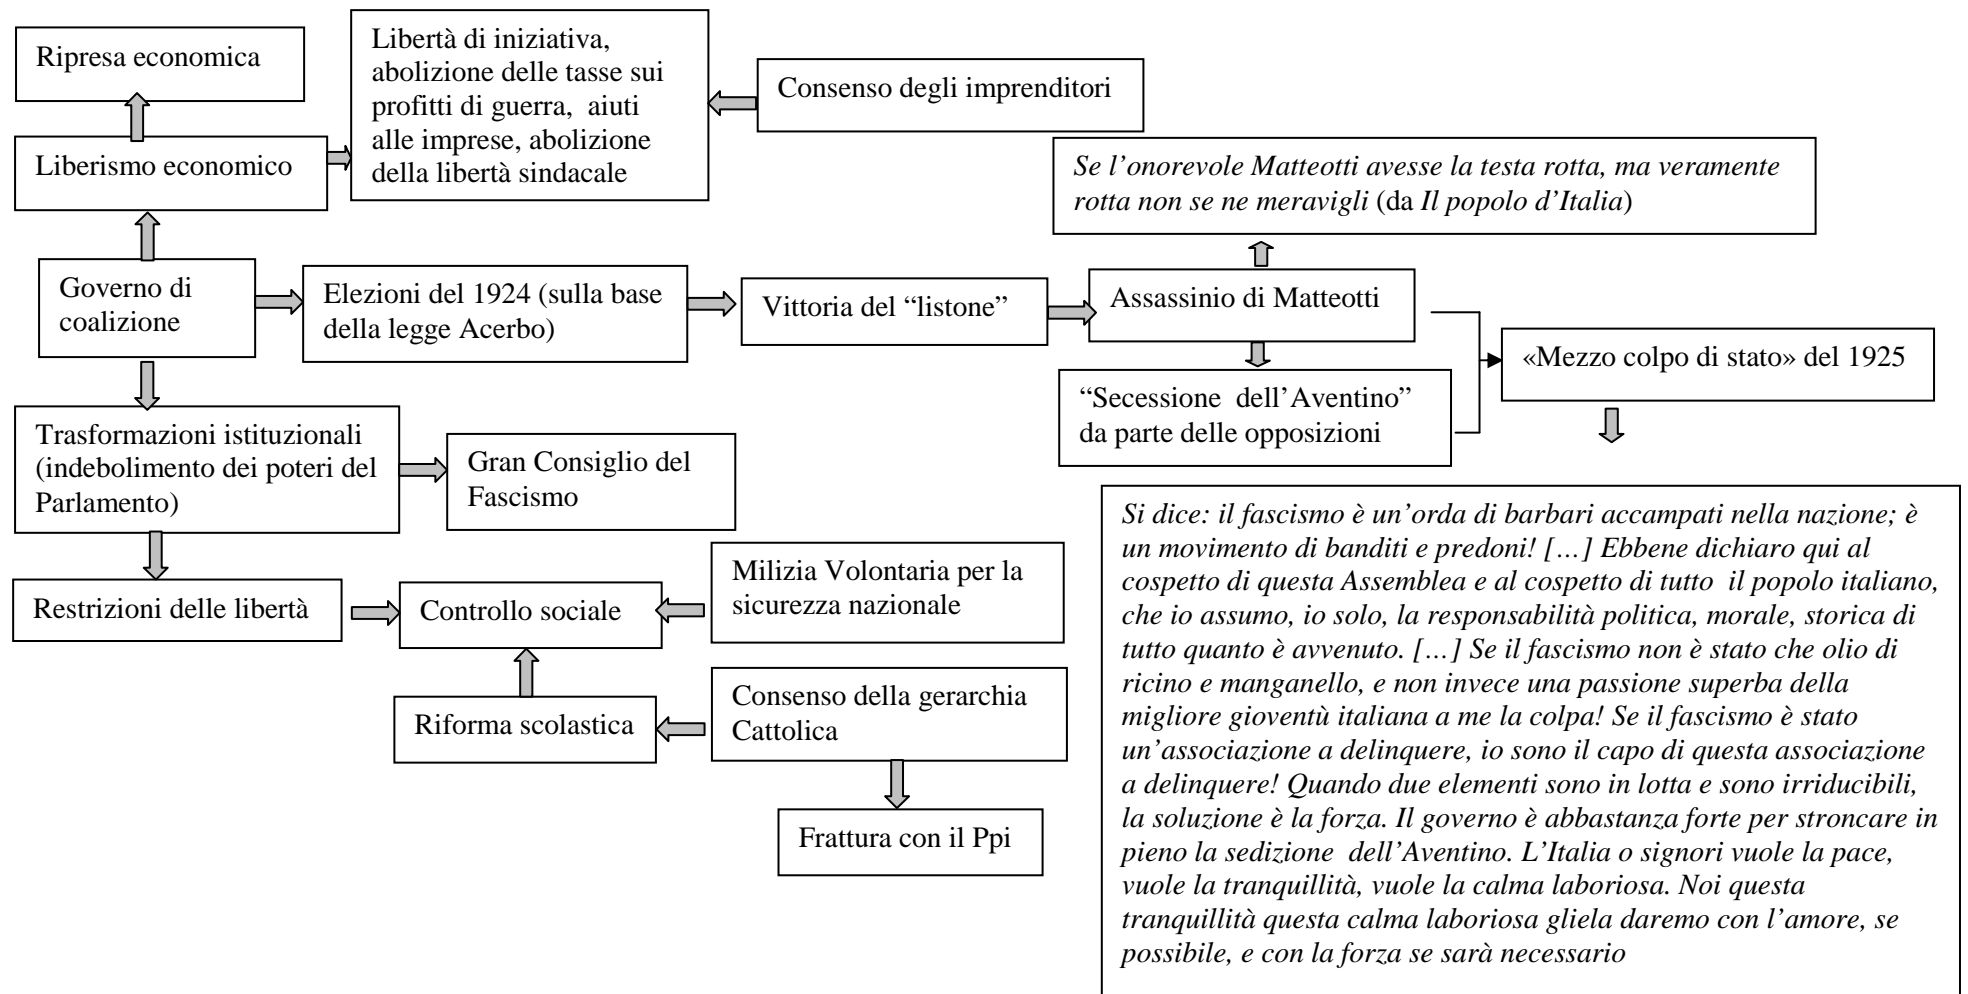 Ripresa economica
Libertà di iniziativa,
abolizione delle tasse sui
profitti di guerra, aiuti
alle imprese, abolizione
della libertà sindacale
Consenso degli imprenditori
Liberismo economico
Se l’onorevole Matteotti avesse la testa rotta, ma veramente
rotta non se ne meravigli (da Il popolo d’Italia)
Governo di
coalizione
Elezioni del 1924 (sulla base
della legge Acerbo)
Vittoria del “listone”
Assassinio di Matteotti
«Mezzo colpo di stato» del 1925
“Secessione dell’Aventino”
da parte delle opposizioni
Trasformazioni istituzionali
(indebolimento dei poteri del
Parlamento)
Gran Consiglio del
Fascismo
Restrizioni delle libertà
Controllo sociale
Milizia Volontaria per la
sicurezza nazionale
Riforma scolastica
Consenso della gerarchia
Cattolica
Frattura con il Ppi
Si dice: il fascismo è un’orda di barbari accampati nella nazione; è
un movimento di banditi e predoni! […] Ebbene dichiaro qui al
cospetto di questa Assemblea e al cospetto di tutto il popolo italiano,
che io assumo, io solo, la responsabilità politica, morale, storica di
tutto quanto è avvenuto. […] Se il fascismo non è stato che olio di
ricino e manganello, e non invece una passione superba della
migliore gioventù italiana a me la colpa! Se il fascismo è stato
un’associazione a delinquere, io sono il capo di questa associazione
a delinquere! Quando due elementi sono in lotta e sono irriducibili,
la soluzione è la forza. Il governo è abbastanza forte per stroncare in
pieno la sedizione dell’Aventino. L’Italia o signori vuole la pace,
vuole la tranquillità, vuole la calma laboriosa. Noi questa
tranquillità questa calma laboriosa gliela daremo con l’amore, se
possibile, e con la forza se sarà necessario